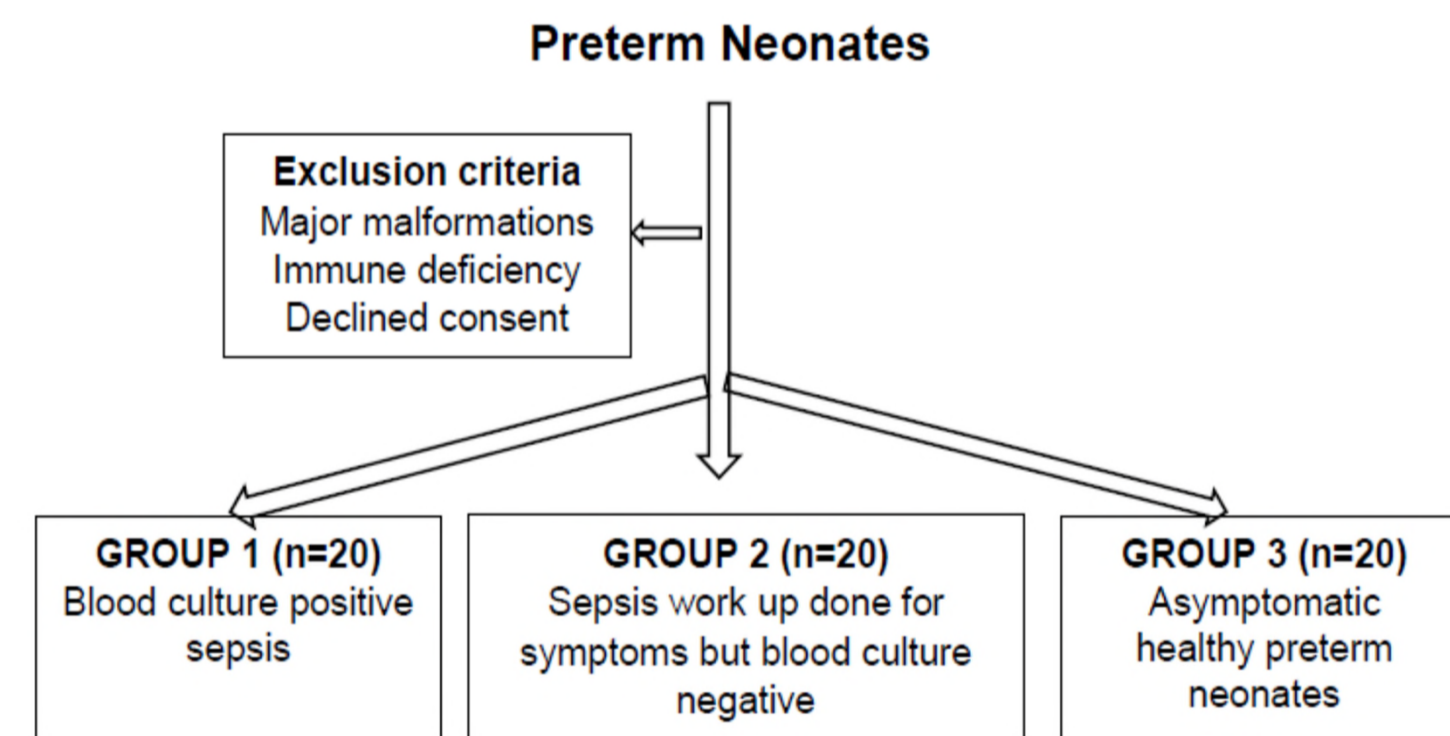 Preterm Neonates
Exclusion criteria
Major malformations
Immune deficiency
Declined consent
GROUP 1 (n=20)
Blood culture positive
sepsis
GROUP 2 (n=20)
Sepsis work up done for
symptoms but blood culture
negative
GROUP 3 (n=20)
Asymptomatic
healthy preterm
neonates